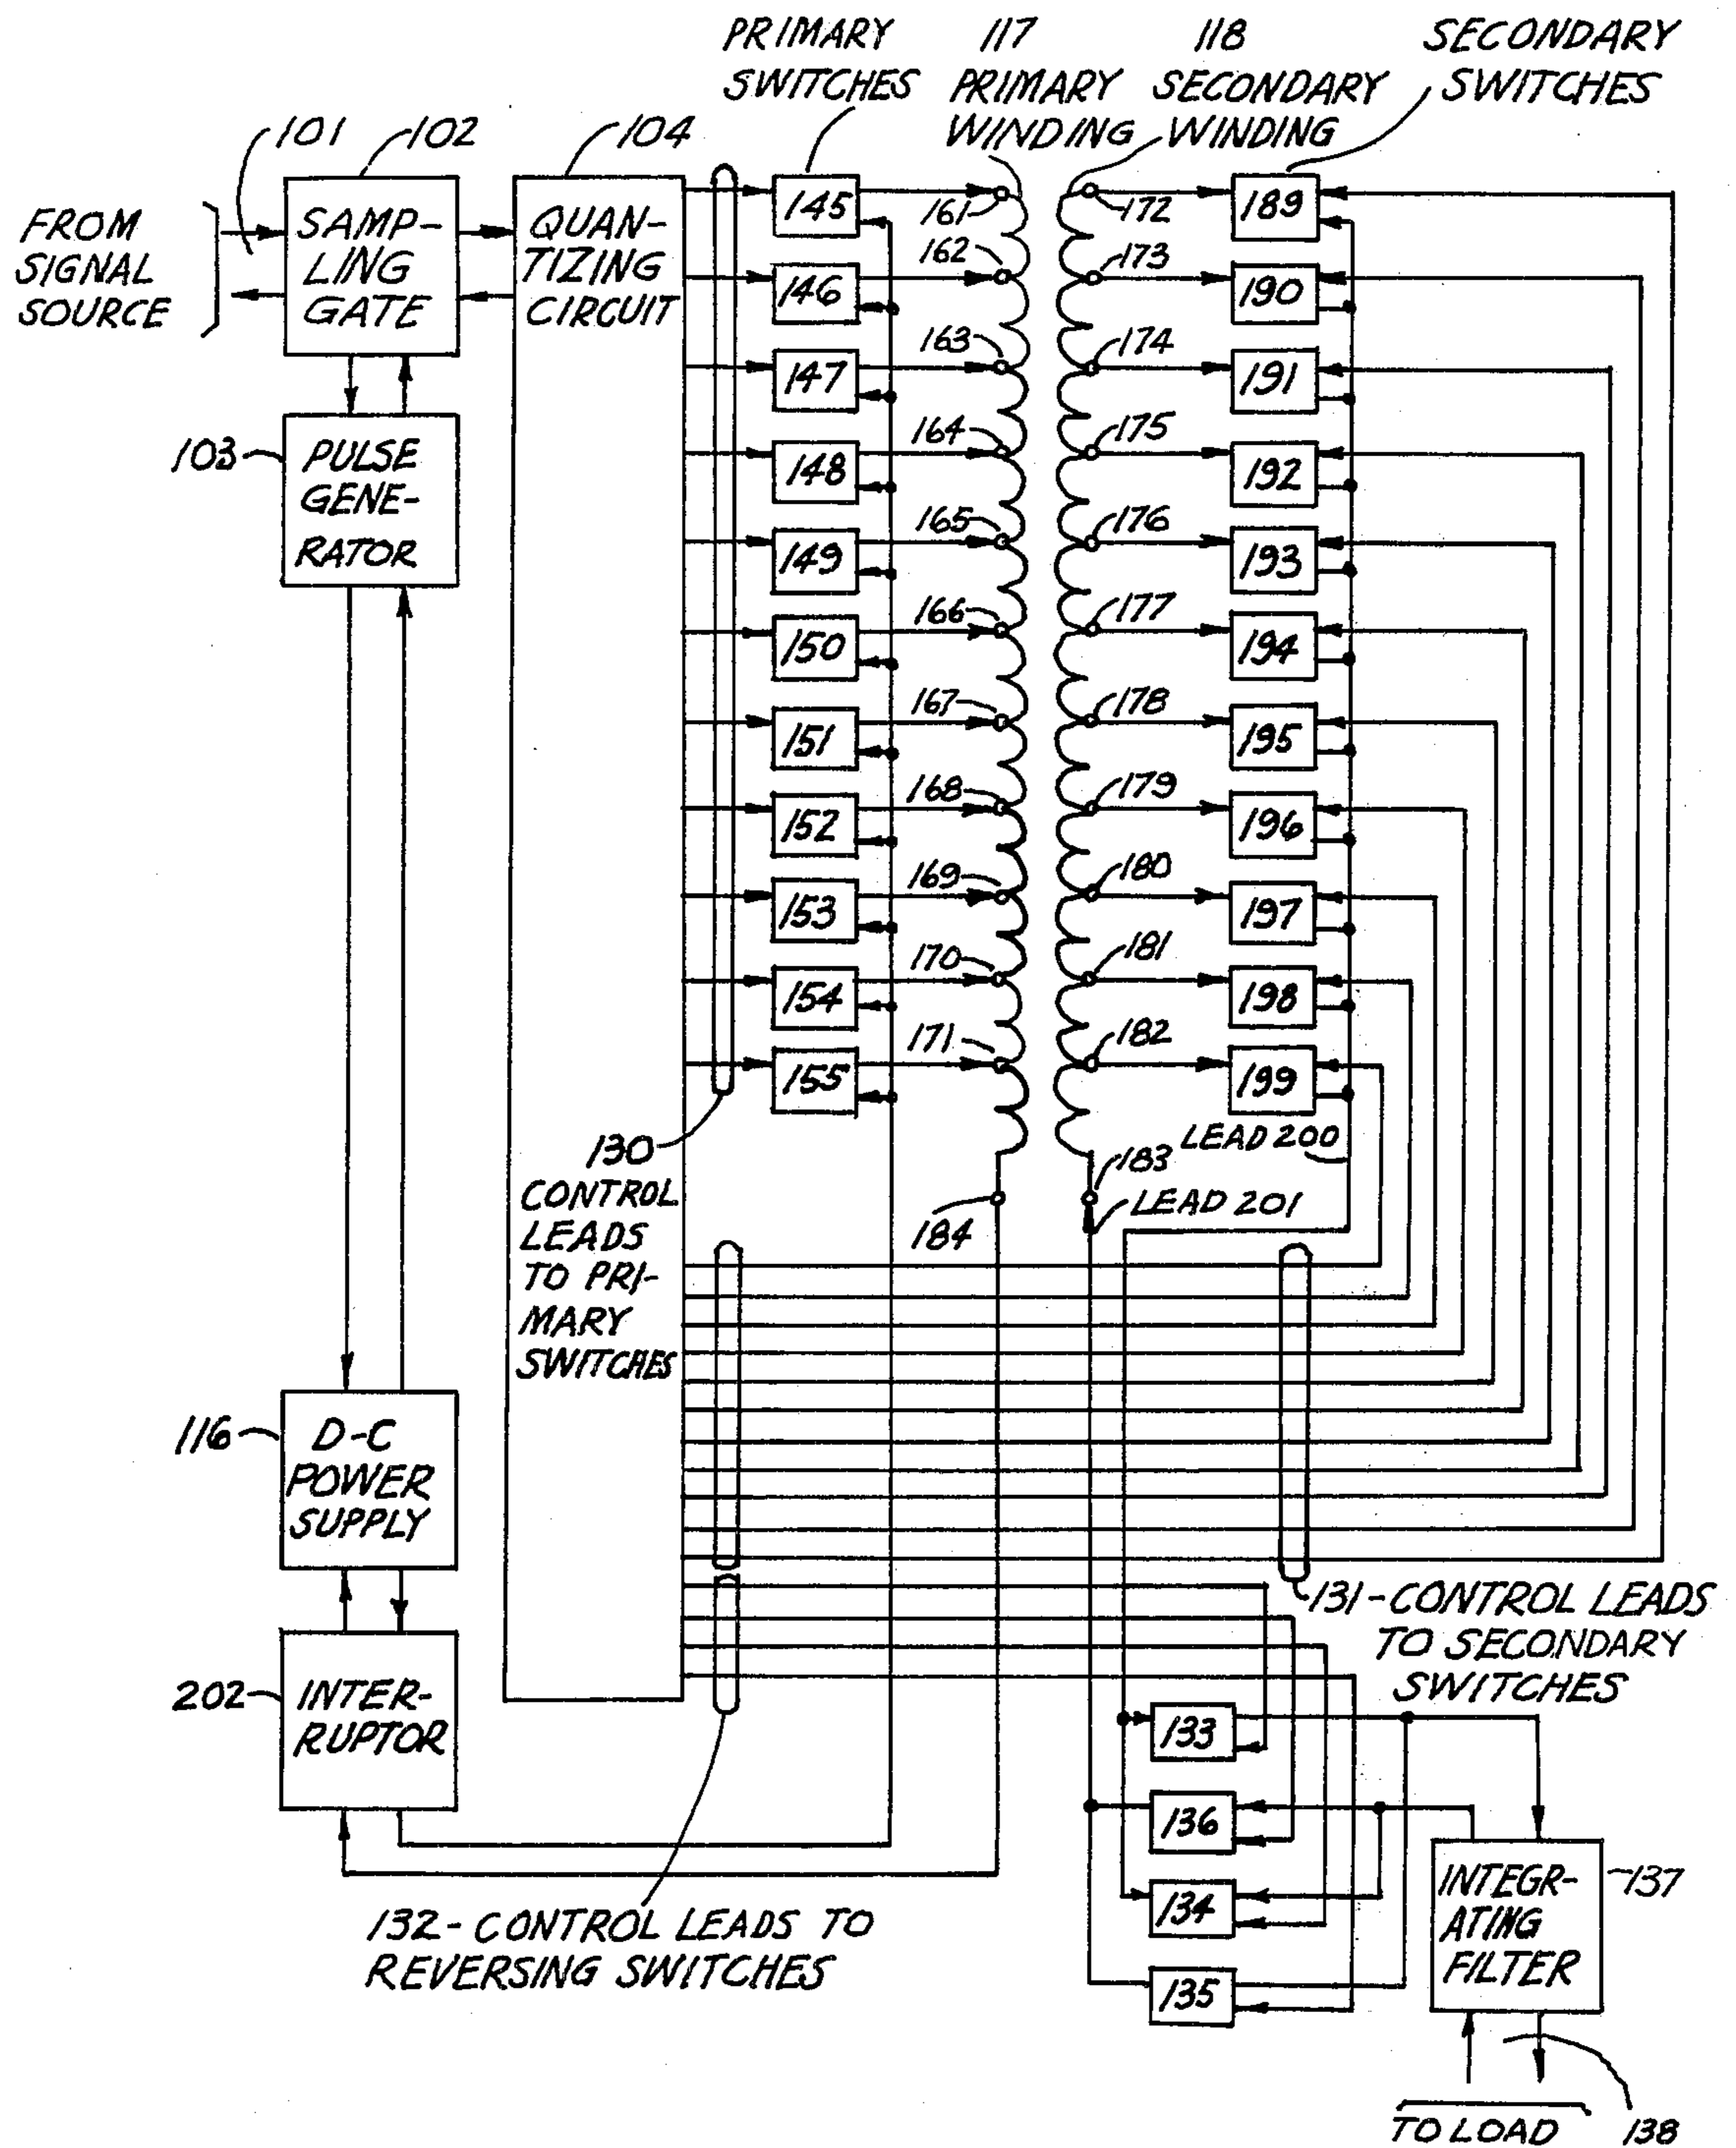 PRIMARY
SWITCHES
117
PRIMARY
WINDING
118
SECONDARY
WINDING
SECONDARY
SWITCHES
101
102
104
FROM
SIGNAL
SOURCE
SAMP-
LING
GATE
QUAN-
TIZING
CIRCUIT
103
PULSE
GENE-
RATOR
145
146
147
148
149
150
151
152
153
154
155
161
162
163
164
165
166
167
168
169
170
171
172
173
174
175
176
177
178
179
180
181
182
189
190
191
192
193
194
195
196
197
198
199
130
CONTROL
LEADS
TO PRI-
MARY
SWITCHES
184
183
LEAD 200
LEAD 201
116
D-C
POWER
SUPPLY
202
INTER-
RUPTOR
131-CONTROL LEADS
TO SECONDARY
SWITCHES
133
136
134
135
INTEGR-
ATING
FILTER
137
132-CONTROL LEADS TO
REVERSING SWITCHES
TO LOAD
138